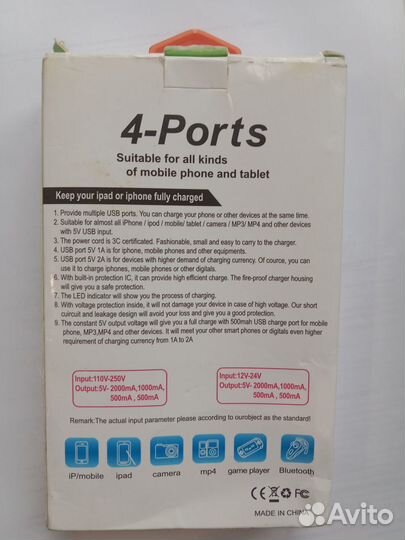 4-Ports
Suitable for all kinds
of mobile phone and tablet
Keep your ipad or iphone fully charged
1. Provide multiple USB ports. You can charge your phone or other devices at the same time.
2. Suitable for almost all iPhone / ipod / mobile/ tablet / camera / MP3/ MP4 and other devices
with 5V USB input.
3. The power cord is 3C certificated. Fashionable, small and easy to carry to the charger.
4. USB port 5V 1A is for iphone, mobile phones and other equipments.
5. USB port 5V 2A is for devices with higher demand of charging currency. Of cource, you can
use it to charge iphones, mobile phones or other digitals.
6. With built-in protection IC, it can provide high efficient charge. The fire-proof charger housing
will give you a safe protection.
7. The LED indicator will show you the process of charging.
8. With voltage protection inside, it will not damage your device in case of high voltage. Our short
circuit and leakage design will avoid your loss and give you a good protection.
9. The constant 5V output voltage will give you a full charge with 500mah USB charge port for mobile
phone, MP3,MP4 and other devices. It will meet your other smart phones or digitals even higher
requirement of charging currency from 1A to 2A
Input:110V-250V
Output:5V- 2000mA,1000mA,
500mA , 500mA
Input:12V-24V
Output:5V- 2000mA,1000mA,
500mA , 500mA
Remark:The actual input parameter please according to ourobject as the standard!
iP/mobile ipad camera mp4 game player Bluetooth
CE
MADE IN CHINA
Avito